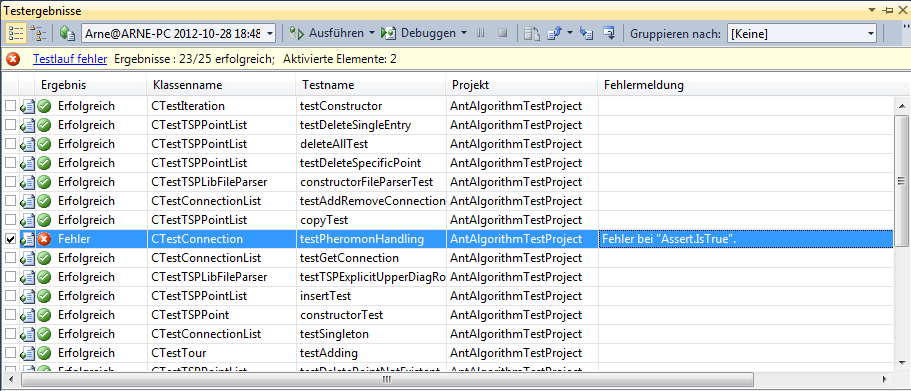 Testergebnisse
Arne@ARNE-PC 2012-10-28 18:48 Ausführen Debuggen Gruppieren nach: [Keine]
Testlauf fehler Ergebnisse : 23/25 erfolgreich; Aktivierte Elemente: 2
Ergebnis Klassenname Testname Projekt Fehlermeldung
Erfolgreich CTestIteration testConstructor AntAlgorithmTestProject
Erfolgreich CTestTSPPointList testDeleteSingleEntry AntAlgorithmTestProject
Erfolgreich CTestTSPPointList deleteAllTest AntAlgorithmTestProject
Erfolgreich CTestTSPPointList testDeleteSpecificPoint AntAlgorithmTestProject
Erfolgreich CTestTSPLibFileParser constructorFileParserTest AntAlgorithmTestProject
Erfolgreich CTestConnectionList testAddRemoveConnection AntAlgorithmTestProject
Erfolgreich CTestTSPPointList copyTest AntAlgorithmTestProject
Fehler CTestConnection testPheromonHandling AntAlgorithmTestProject Fehler bei "Assert.IsTrue".
Erfolgreich CTestConnectionList testGetConnection AntAlgorithmTestProject
Erfolgreich CTestTSPLibFileParser testTSPExplicitUpperDiagRo AntAlgorithmTestProject
Erfolgreich CTestTSPPointList insertTest AntAlgorithmTestProject
Erfolgreich CTestTSPPoint constructorTest AntAlgorithmTestProject
Erfolgreich CTestConnectionList testSingleton AntAlgorithmTestProject
Erfolgreich CTestTour testAdding AntAlgorithmTestProject
Erfolgreich CTestTSPPointList testDeletePointNotExistent AntAlgorithmTestProject